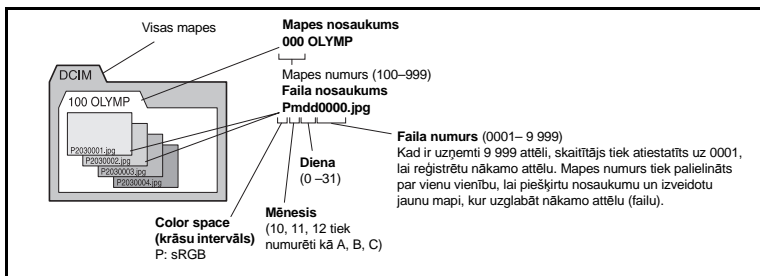 Visas mapes
Mapes nosaukums
000 OLYMP
Mapes numurs (100–999)
Faila nosaukums
Pmdd0000.jpg
DCIM
100 OLYMP
P2030001.jpg
P2030002.jpg
P2030003.jpg
P2030004.jpg
Diena
(0 –31)
Mēnesis
(10, 11, 12 tiek
numurēti kā A, B, C)
Color space
(krāsu intervāls)
P: sRGB
Faila numurs (0001– 9 999)
Kad ir uzņemti 9 999 attēli, skaitītājs tiek atiestatīts uz 0001,
lai reģistrētu nākamo attēlu. Mapes numurs tiek palielināts
par vienu vienību, lai piešķirtu nosaukumu un izveidotu
jaunu mapi, kur uzglabāt nākamo attēlu (failu).